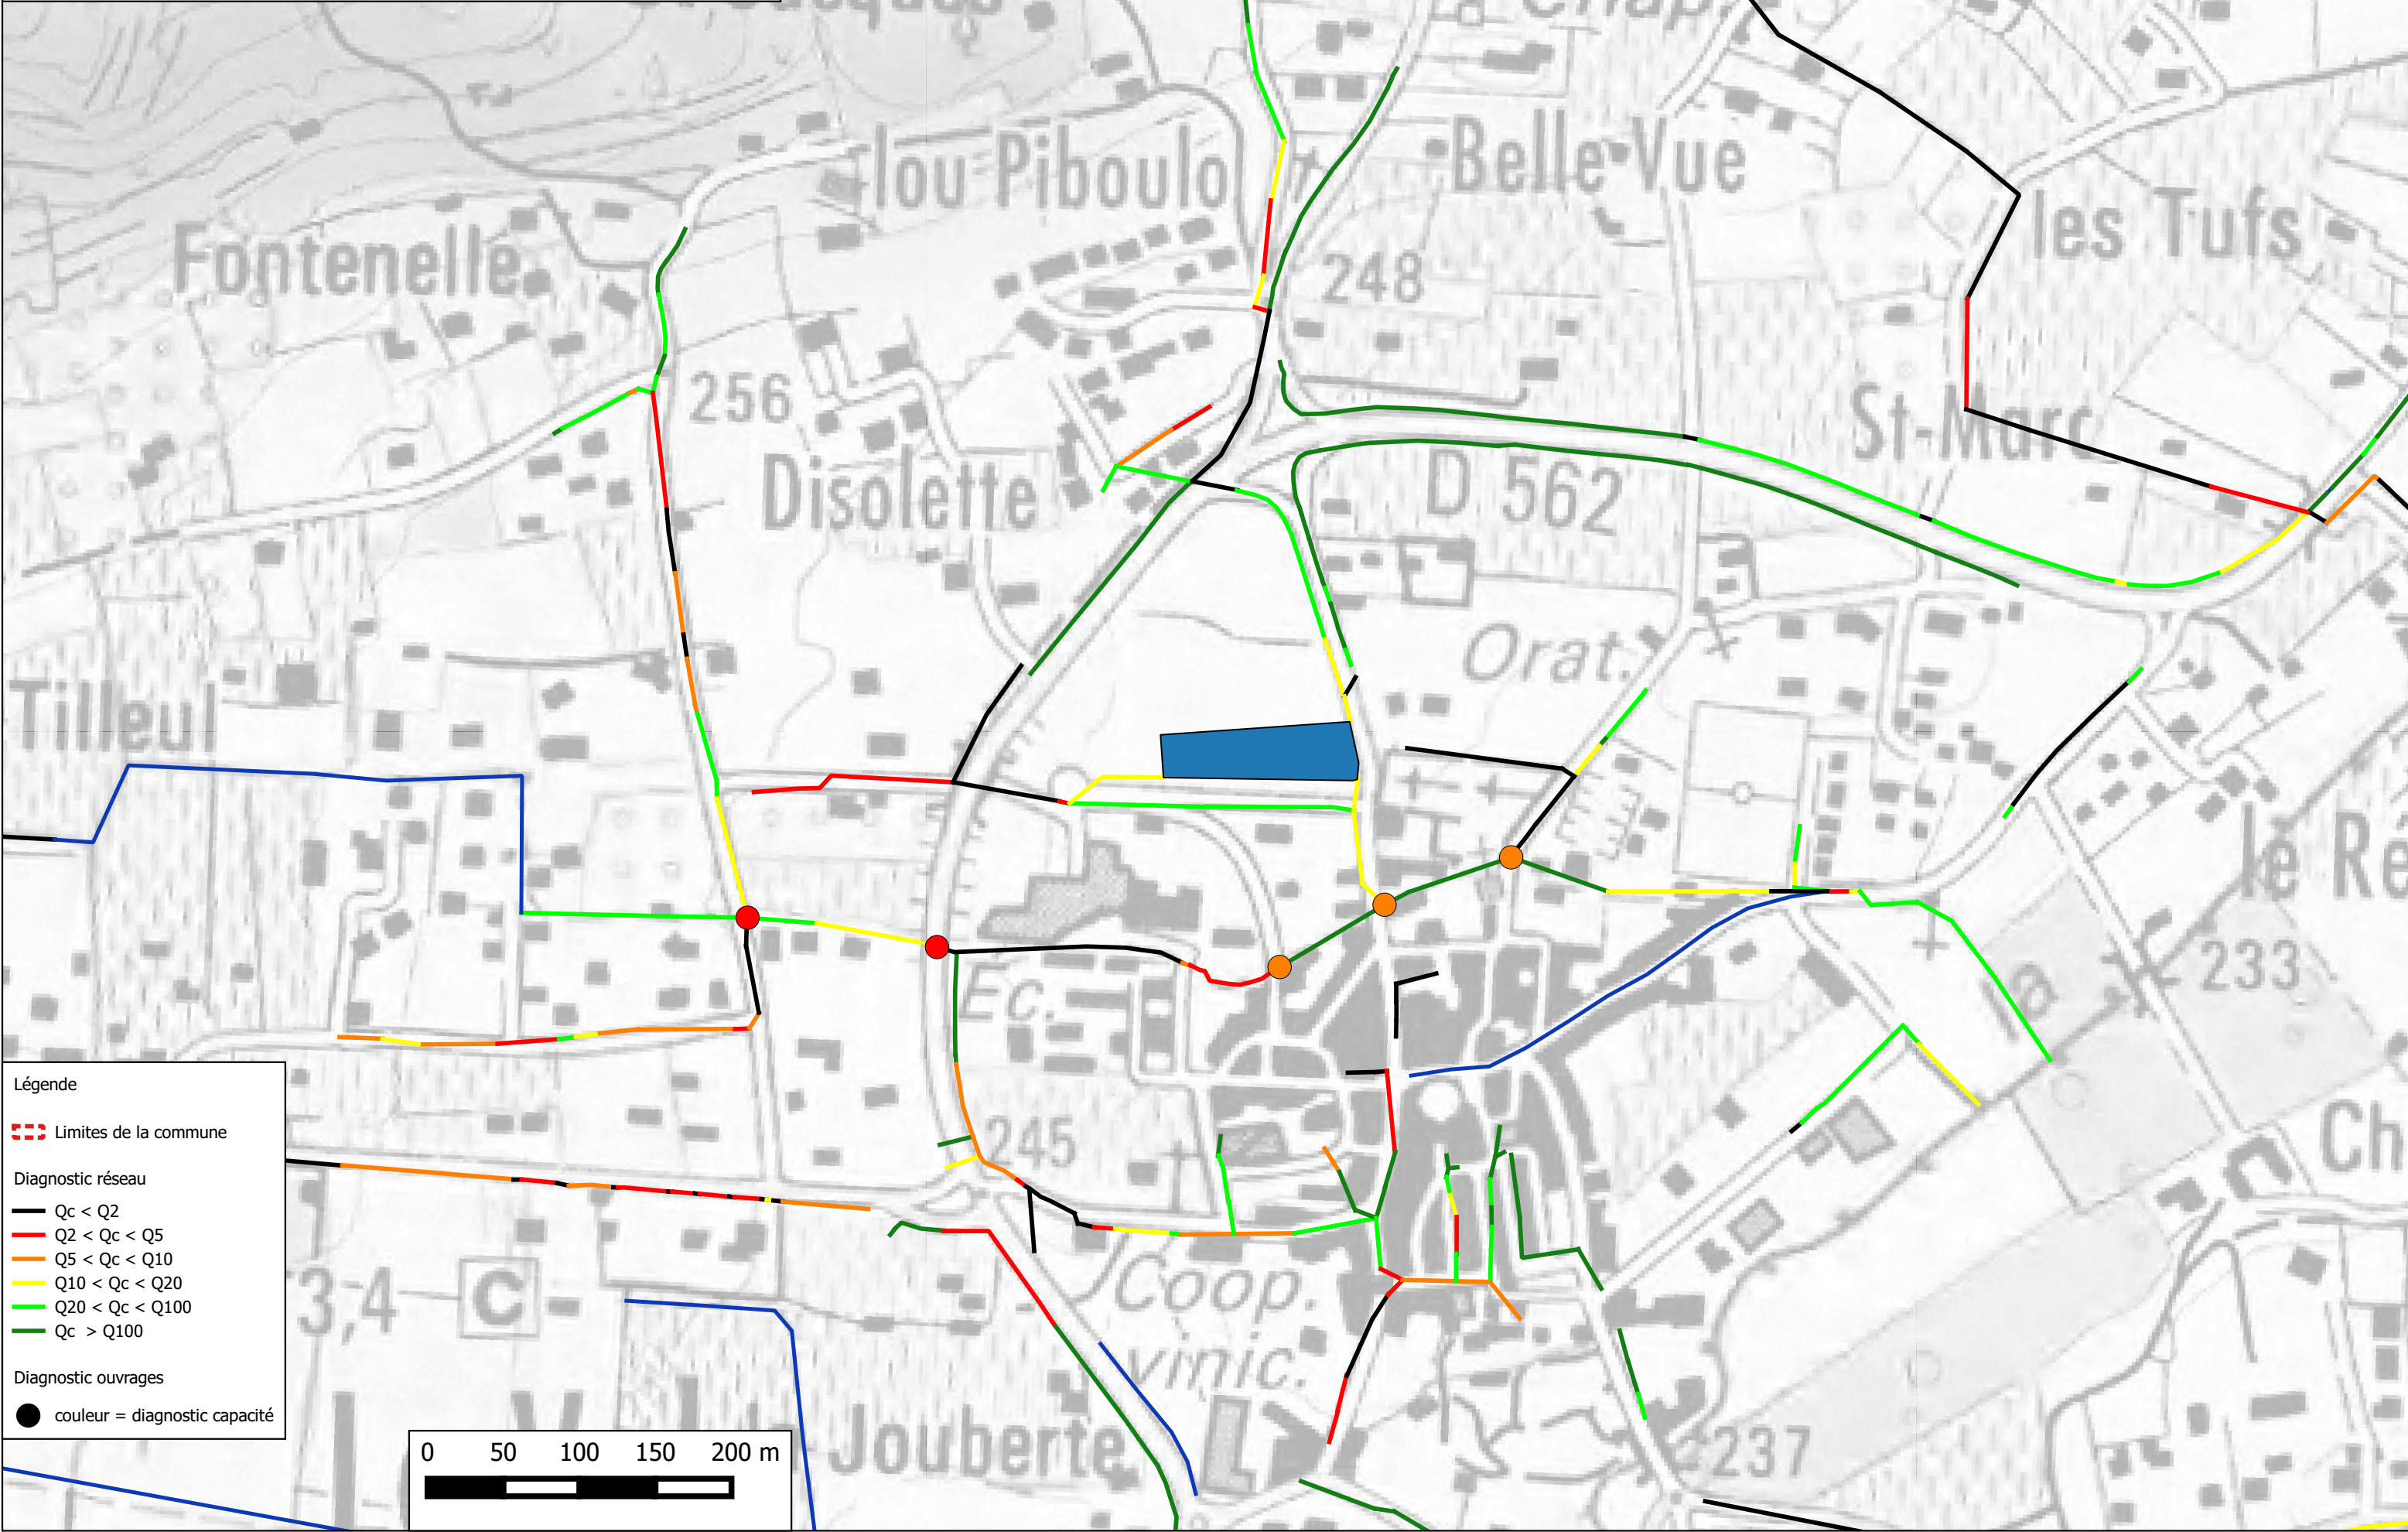 lou Piboulo
Belle Vue
les Tufs
Fontenelle
248
256
St-Marc
Disolette
D 562
Orat.
Tilleul
le Re
233
la
Ec.
245
Ch
Légende
Limites de la commune
Diagnostic réseau
Qc < Q2
Q2 < Qc < Q5
Q5 < Qc < Q10
Q10 < Qc < Q20
Q20 < Qc < Q100
Qc > Q100
Diagnostic ouvrages
couleur = diagnostic capacité
3,4
C
Coop.
vinic.
Jouberte
237
0 50 100 150 200 m